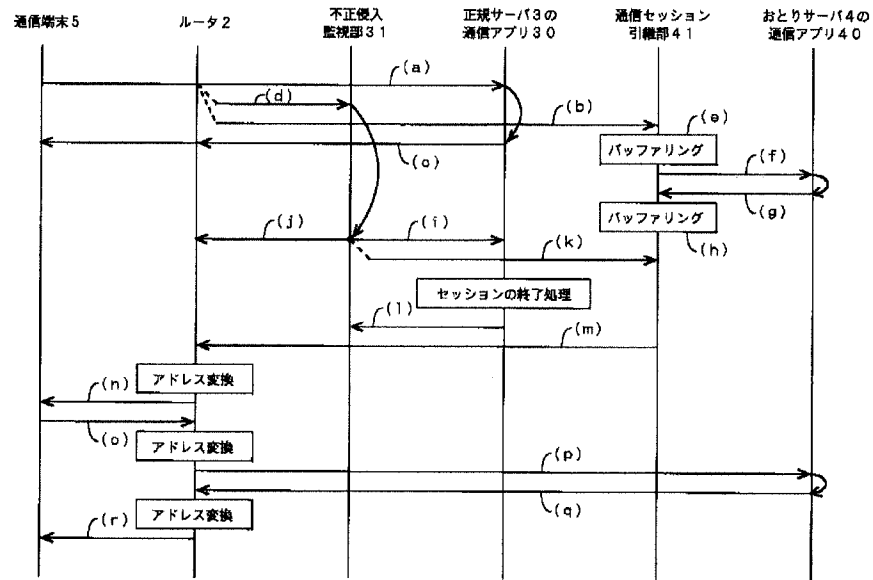 通信端末5
ルータ2
不正侵入
監視部31
正規サーバ3の
通信アプリ30
通信セッション
引継部41
おとりサーバ4の
通信アプリ40
(a)
(d)
(b)
(e)
バッファリング
(c)
(f)
(g)
バッファリング
(h)
(j)
(i)
(k)
セッションの終了処理
(l)
(m)
アドレス変換
(n)
(o)
アドレス変換
(p)
(q)
アドレス変換
(r)